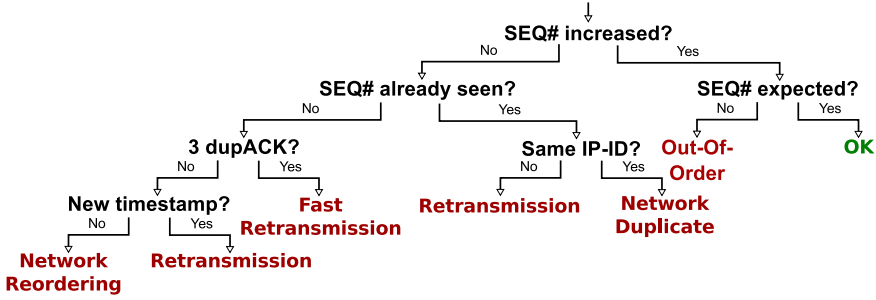 SEQ# increased?
No
Yes
SEQ# already seen?
SEQ# expected?
No
Yes
No
Yes
3 dupACK?
Same IP-ID?
Out-Of-
Order
OK
No
Yes
No
Yes
New timestamp?
Fast
Retransmission
Retransmission
Network
Duplicate
No
Yes
Network
Reordering
Retransmission